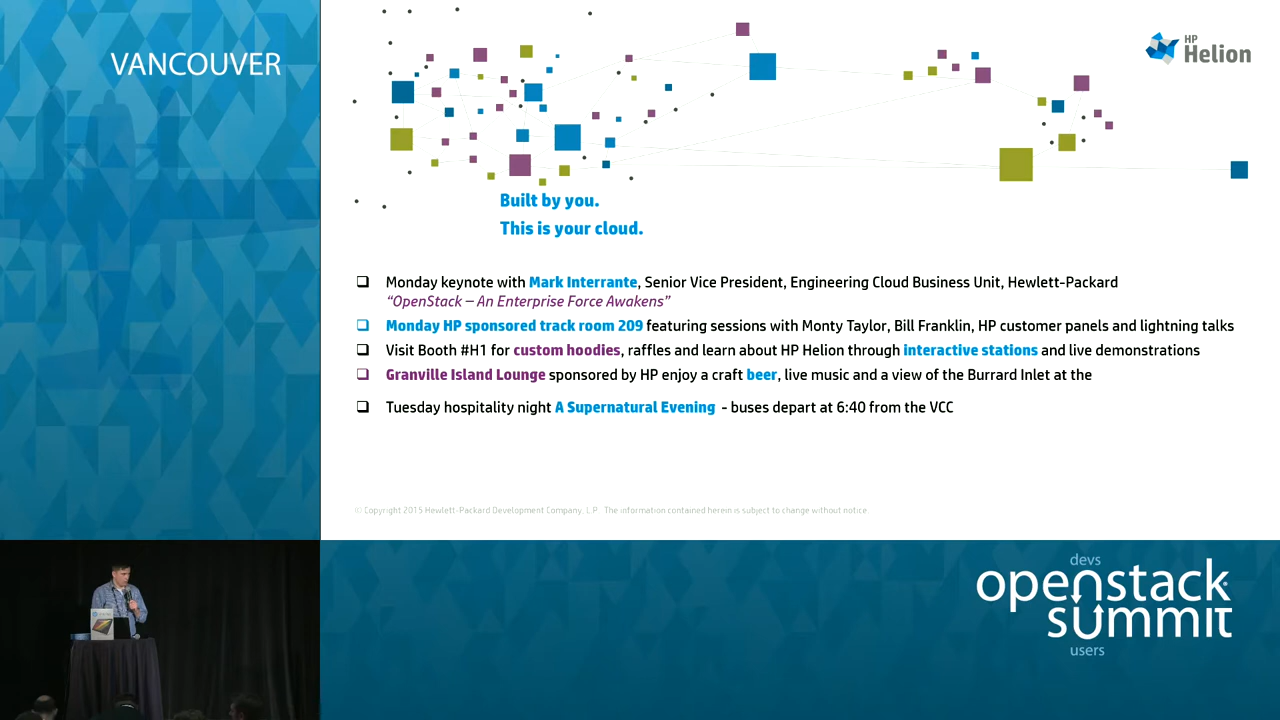 VANCOUVER
HP
Helion
Built by you.
This is your cloud.
Monday keynote with Mark Interrante, Senior Vice President, Engineering Cloud Business Unit, Hewlett-Packard
“OpenStack – An Enterprise Force Awakens”
Monday HP sponsored track room 209 featuring sessions with Monty Taylor, Bill Franklin, HP customer panels and lightning talks
Visit Booth #H1 for custom hoodies, raffles and learn about HP Helion through interactive stations and live demonstrations
Granville Island Lounge sponsored by HP enjoy a craft beer, live music and a view of the Burrard Inlet at the
Tuesday hospitality night A Supernatural Evening - buses depart at 6:40 from the VCC
© Copyright 2015 Hewlett-Packard Development Company, L.P. The information contained herein is subject to change without notice.
devs
openstack
summit
users